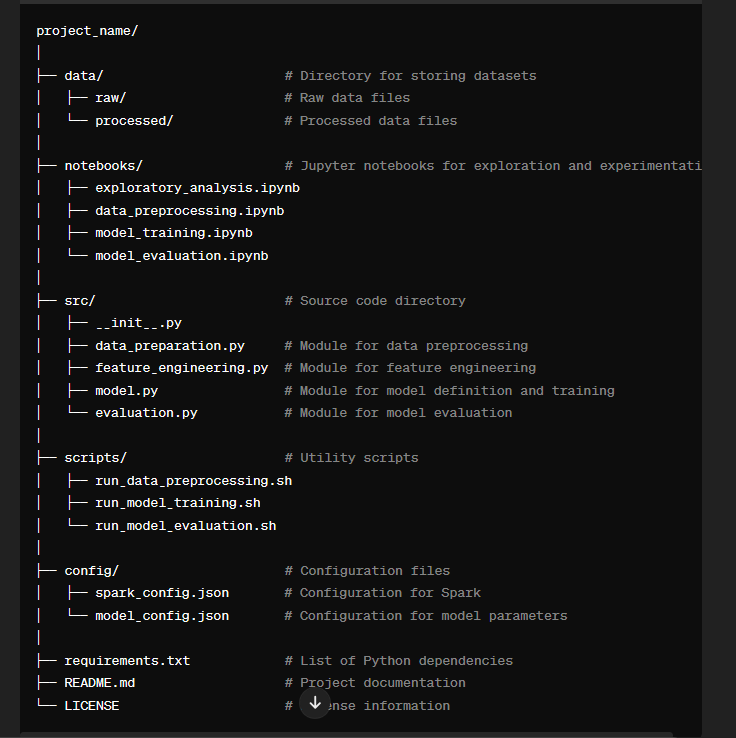 project_name/
│
├── data/                       # Directory for storing datasets
│   ├── raw/                    # Raw data files
│   └── processed/              # Processed data files
│
├── notebooks/                  # Jupyter notebooks for exploration and experimentati
│   ├── exploratory_analysis.ipynb
│   ├── data_preprocessing.ipynb
│   ├── model_training.ipynb
│   └── model_evaluation.ipynb
│
├── src/                        # Source code directory
│   ├── __init__.py
│   ├── data_preparation.py     # Module for data preprocessing
│   ├── feature_engineering.py  # Module for feature engineering
│   ├── model.py                # Module for model definition and training
│   └── evaluation.py           # Module for model evaluation
│
├── scripts/                    # Utility scripts
│   ├── run_data_preprocessing.sh
│   ├── run_model_training.sh
│   └── run_model_evaluation.sh
│
├── config/                     # Configuration files
│   ├── spark_config.json       # Configuration for Spark
│   └── model_config.json       # Configuration for model parameters
│
├── requirements.txt            # List of Python dependencies
├── README.md                   # Project documentation
└── LICENSE                     # ense information